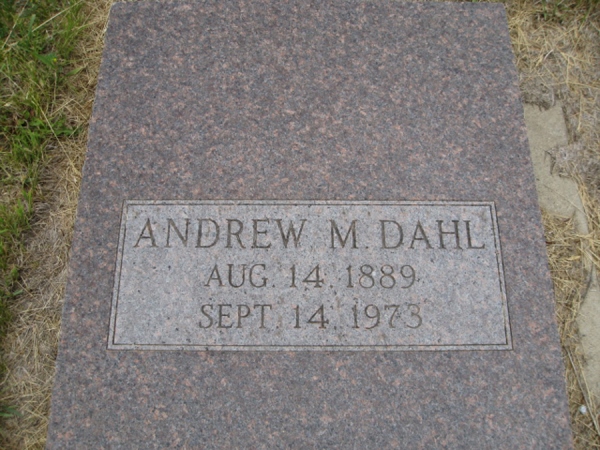 ANDREW M. DAHL
AUG. 14. 1889
SEPT. 14. 1973